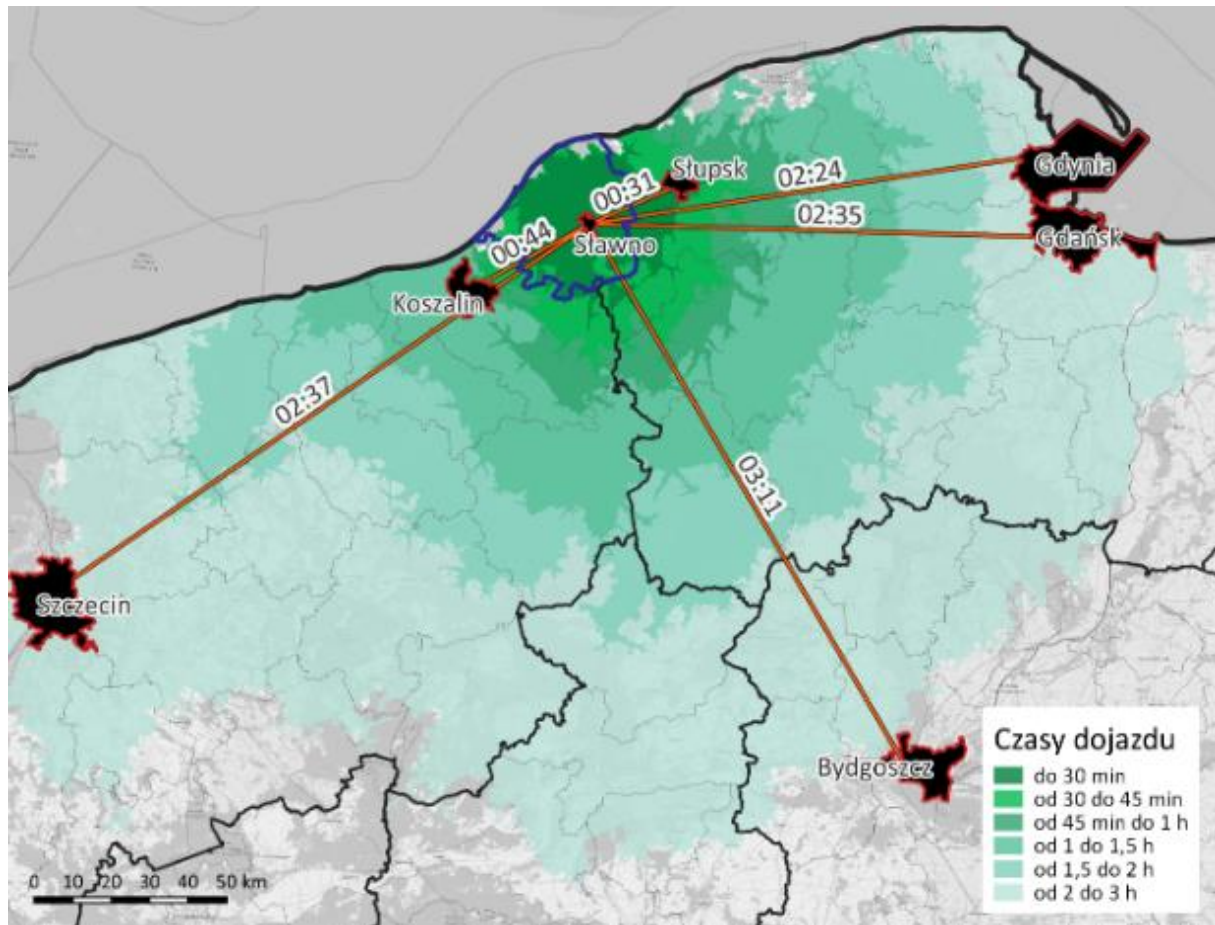 Słupsk
00:31
02:24
Gdynia
02:35
Gdańsk
Sławno
00:44
Koszalin
02:37
03:11
Szczecin
Bydgoszcz
Czasy dojazdu
do 30 min
od 30 do 45 min
od 45 min do 1 h
od 1 do 1,5 h
od 1,5 do 2 h
od 2 do 3 h
0 10 20 30 40 50 km